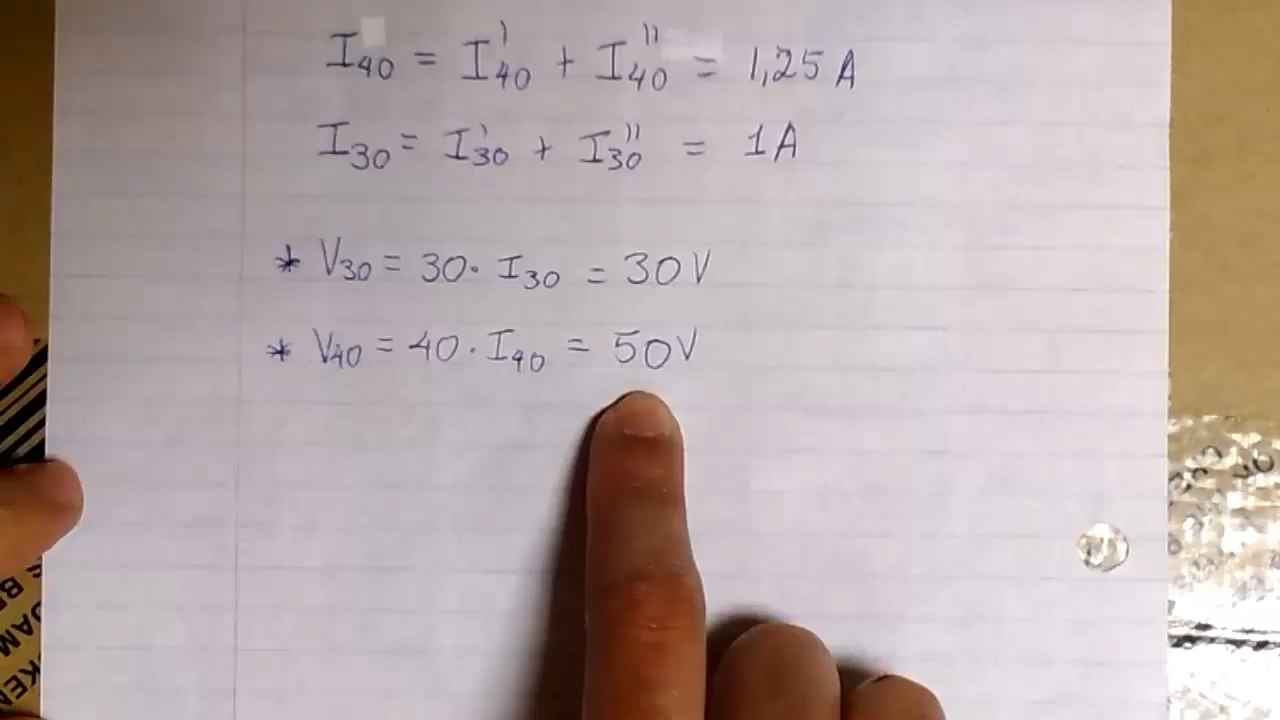 I40 = I'40 + I''40 = 1,25 A
I30 = I'30 + I''30 = 1A
* V30 = 30 · I30 = 30V
* V40 = 40 · I40 = 50V